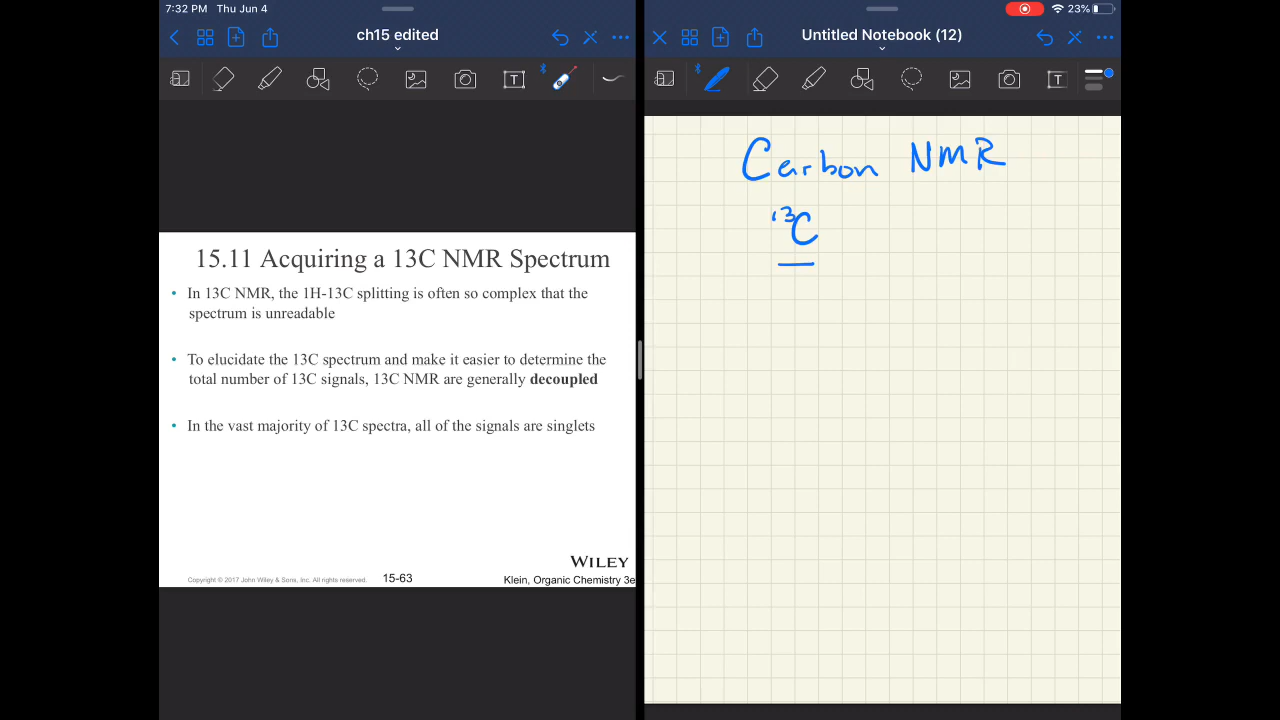 7:32 PM Thu Jun 4
23%
ch15 edited
Untitled Notebook (12)
T
T
15.11 Acquiring a 13C NMR Spectrum
• In 13C NMR, the 1H-13C splitting is often so complex that the
spectrum is unreadable
• To elucidate the 13C spectrum and make it easier to determine the
total number of 13C signals, 13C NMR are generally decoupled
• In the vast majority of 13C spectra, all of the signals are singlets
WILEY
Copyright © 2017 John Wiley & Sons, Inc. All rights reserved.
15-63
Klein, Organic Chemistry 3e
Carbon NMR
¹³C